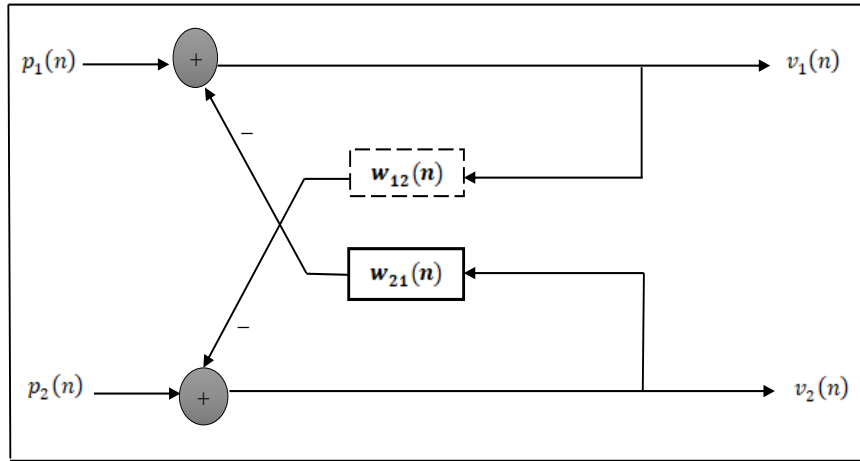 p₁(n)
+
v₁(n)
−
w₁₂(n)
w₂₁(n)
−
p₂(n)
+
v₂(n)